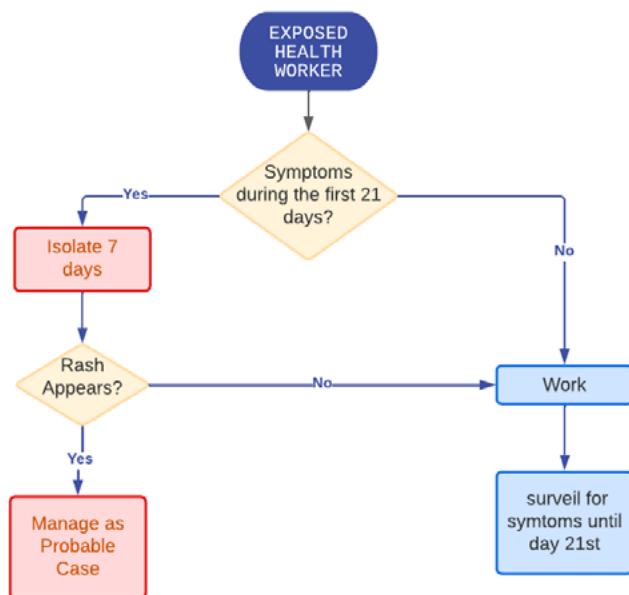 EXPOSED
HEALTH
WORKER
Symptoms
during the first 21
days?
Yes
No
Isolate 7
days
Rash
Appears?
No
Work
Yes
Manage as
Probable
Case
surveil for
symtoms until
day 21st